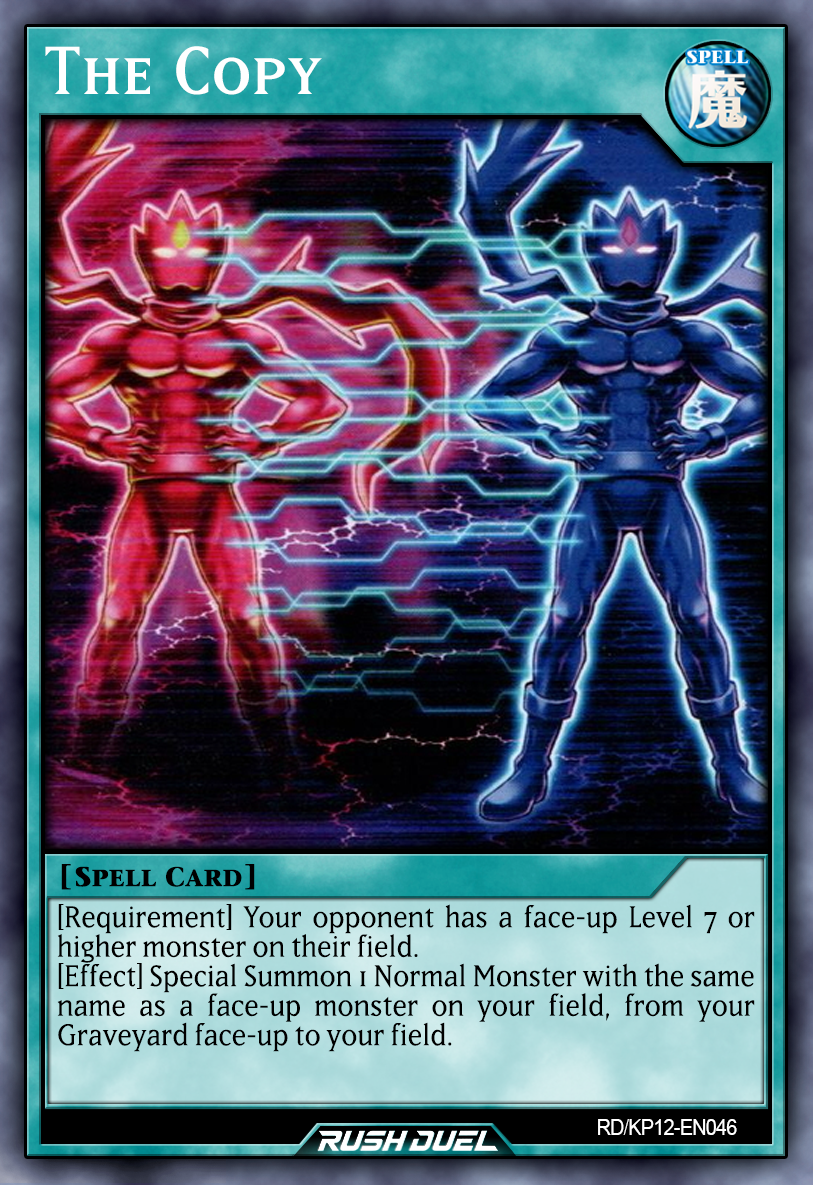 The Copy
SPELL
魔
[Spell Card]
[Requirement] Your opponent has a face-up Level 7 or
higher monster on their field.
[Effect] Special Summon 1 Normal Monster with the same
name as a face-up monster on your field, from your
Graveyard face-up to your field.
RD/KP12-EN046
RUSH DUEL